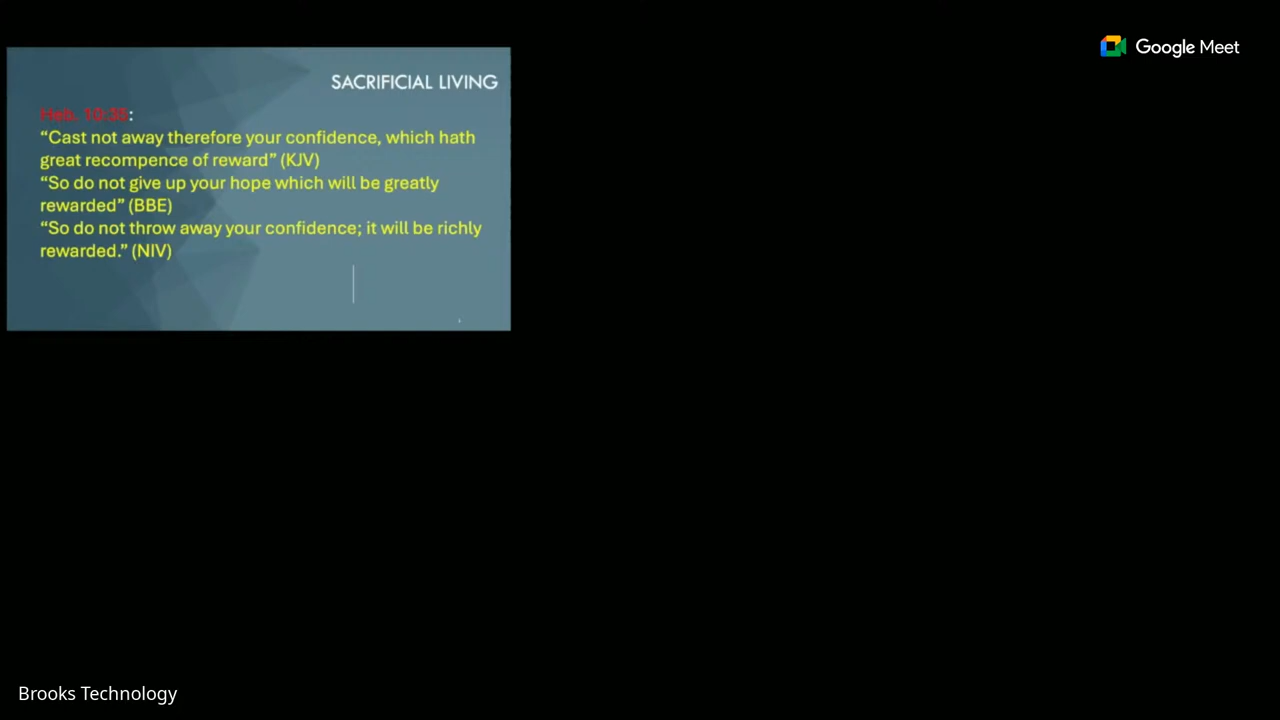 Google Meet
SACRIFICIAL LIVING
Heb. 10:35:
“Cast not away therefore your confidence, which hath
great recompence of reward” (KJV)
“So do not give up your hope which will be greatly
rewarded” (BBE)
“So do not throw away your confidence; it will be richly
rewarded.” (NIV)
Brooks Technology